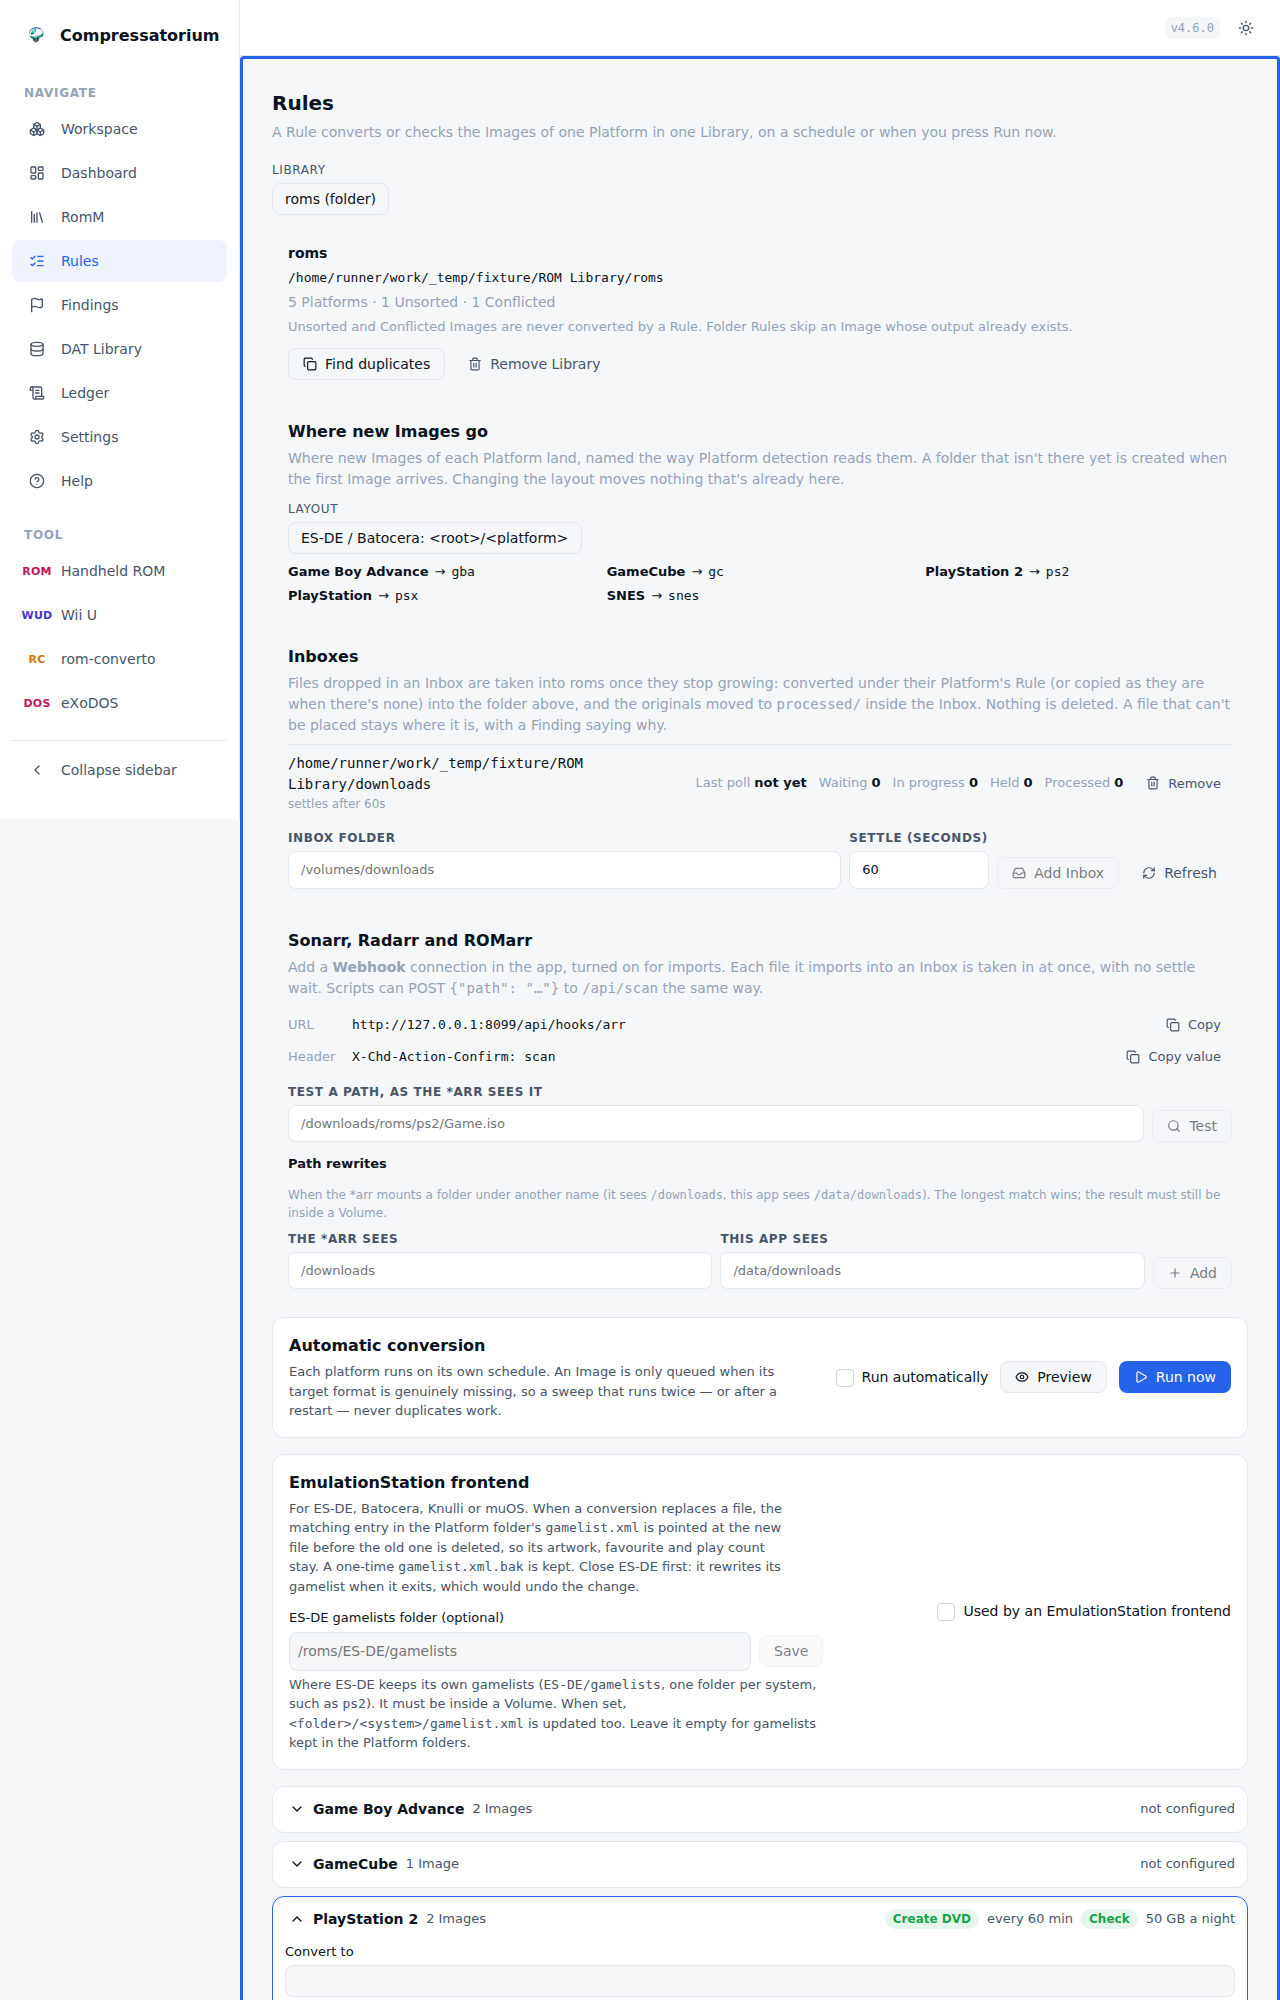 Compressatorium
v4.6.0
NAVIGATE
Workspace
Dashboard
RomM
Rules
Findings
DAT Library
Ledger
Settings
Help
TOOL
ROM Handheld ROM
WUD Wii U
RC rom-converto
DOS eXoDOS
Collapse sidebar
Rules
A Rule converts or checks the Images of one Platform in one Library, on a schedule or when you press Run now.
LIBRARY
roms (folder)
roms
/home/runner/work/_temp/fixture/ROM Library/roms
5 Platforms · 1 Unsorted · 1 Conflicted
Unsorted and Conflicted Images are never converted by a Rule. Folder Rules skip an Image whose output already exists.
Find duplicates Remove Library
Where new Images go
Where new Images of each Platform land, named the way Platform detection reads them. A folder that isn't there yet is created when
the first Image arrives. Changing the layout moves nothing that's already here.
LAYOUT
ES-DE / Batocera: <root>/<platform>
Game Boy Advance → gba GameCube → gc PlayStation 2 → ps2
PlayStation → psx SNES → snes
Inboxes
Files dropped in an Inbox are taken into roms once they stop growing: converted under their Platform's Rule (or copied as they are
when there's none) into the folder above, and the originals moved to processed/ inside the Inbox. Nothing is deleted. A file that can't
be placed stays where it is, with a Finding saying why.
/home/runner/work/_temp/fixture/ROM
Library/downloads
settles after 60s
Last poll not yet Waiting 0 In progress 0 Held 0 Processed 0 Remove
INBOX FOLDER SETTLE (SECONDS)
/volumes/downloads 60 Add Inbox Refresh
Sonarr, Radarr and ROMarr
Add a Webhook connection in the app, turned on for imports. Each file it imports into an Inbox is taken in at once, with no settle
wait. Scripts can POST {"path": "…"} to /api/scan the same way.
URL http://127.0.0.1:8099/api/hooks/arr Copy
Header X-Chd-Action-Confirm: scan Copy value
TEST A PATH, AS THE *ARR SEES IT
/downloads/roms/ps2/Game.iso Test
Path rewrites
When the *arr mounts a folder under another name (it sees /downloads, this app sees /data/downloads). The longest match wins; the result must still be
inside a Volume.
THE *ARR SEES THIS APP SEES
/downloads /data/downloads Add
Automatic conversion
Each platform runs on its own schedule. An Image is only queued when its
target format is genuinely missing, so a sweep that runs twice — or after a
restart — never duplicates work.
Run automatically Preview Run now
EmulationStation frontend
For ES-DE, Batocera, Knulli or muOS. When a conversion replaces a file, the
matching entry in the Platform folder's gamelist.xml is pointed at the new
file before the old one is deleted, so its artwork, favourite and play count
stay. A one-time gamelist.xml.bak is kept. Close ES-DE first: it rewrites its
gamelist when it exits, which would undo the change.
Used by an EmulationStation frontend
ES-DE gamelists folder (optional)
/roms/ES-DE/gamelists Save
Where ES-DE keeps its own gamelists (ES-DE/gamelists, one folder per system,
such as ps2). It must be inside a Volume. When set,
<folder>/<system>/gamelist.xml is updated too. Leave it empty for gamelists
kept in the Platform folders.
Game Boy Advance 2 Images not configured
GameCube 1 Image not configured
PlayStation 2 2 Images Create DVD every 60 min Check 50 GB a night
Convert to